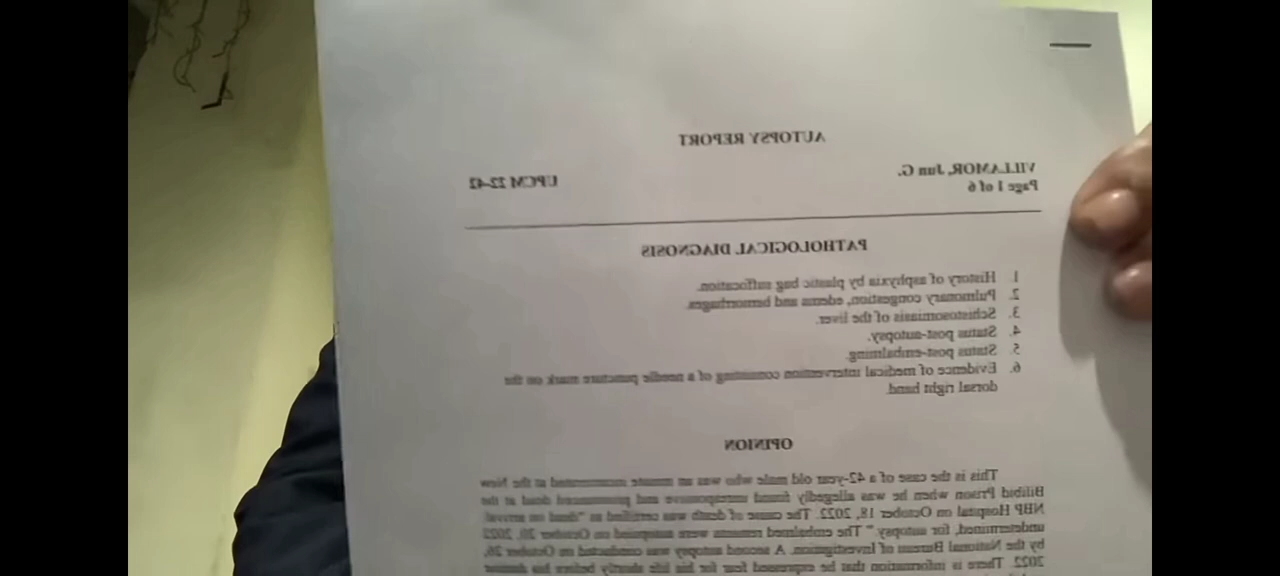 AUTOPSY REPORT
VILLAMOR, Jun G. UPCM 22-42
Page 1 of 6
PATHOLOGICAL DIAGNOSIS
1. History of asphyxia by plastic bag suffocation.
2. Pulmonary congestion, edema and hemorrhages.
3. Schistosomiasis of the liver.
4. Status post-autopsy.
5. Status post-embalming.
6. Evidence of medical intervention consisting of a needle puncture mark on the
dorsal right hand.
OPINION
This is the case of a 42-year old male who was an inmate incarcerated at the New
Bilibid Prison when he was allegedly found unresponsive and pronounced dead at the
NBP Hospital on October 18, 2022. The cause of death was certified as "dead on arrival
undetermined, for autopsy." The embalmed remains were autopsied on October 20, 2022
by the National Bureau of Investigation. A second autopsy was conducted on October 26,
2022. There is information that he expressed fear for his life shortly before his demise